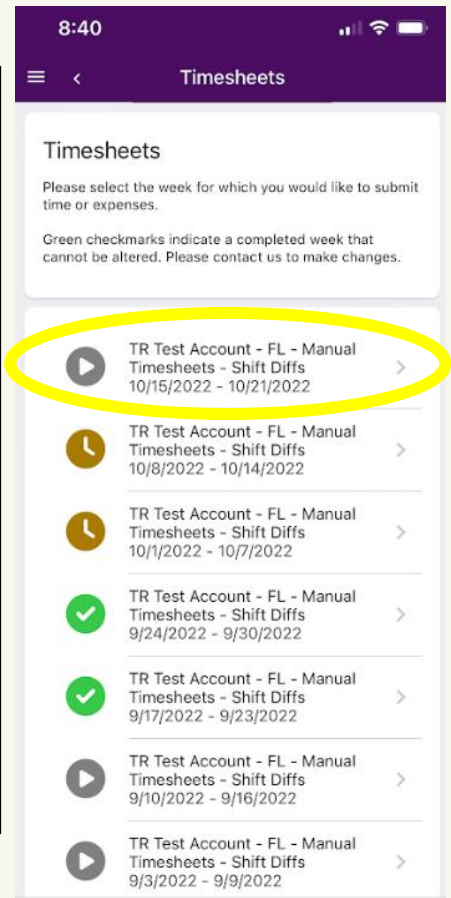 8:40
Timesheets
Timesheets
Please select the week for which you would like to submit
time or expenses.
Green checkmarks indicate a completed week that
cannot be altered. Please contact us to make changes.
TR Test Account - FL - Manual
Timesheets - Shift Diffs
10/15/2022 - 10/21/2022
TR Test Account - FL - Manual
Timesheets - Shift Diffs
10/8/2022 - 10/14/2022
TR Test Account - FL - Manual
Timesheets - Shift Diffs
10/1/2022 - 10/7/2022
TR Test Account - FL - Manual
Timesheets - Shift Diffs
9/24/2022 - 9/30/2022
TR Test Account - FL - Manual
Timesheets - Shift Diffs
9/17/2022 - 9/23/2022
TR Test Account - FL - Manual
Timesheets - Shift Diffs
9/10/2022 - 9/16/2022
TR Test Account - FL - Manual
Timesheets - Shift Diffs
9/3/2022 - 9/9/2022